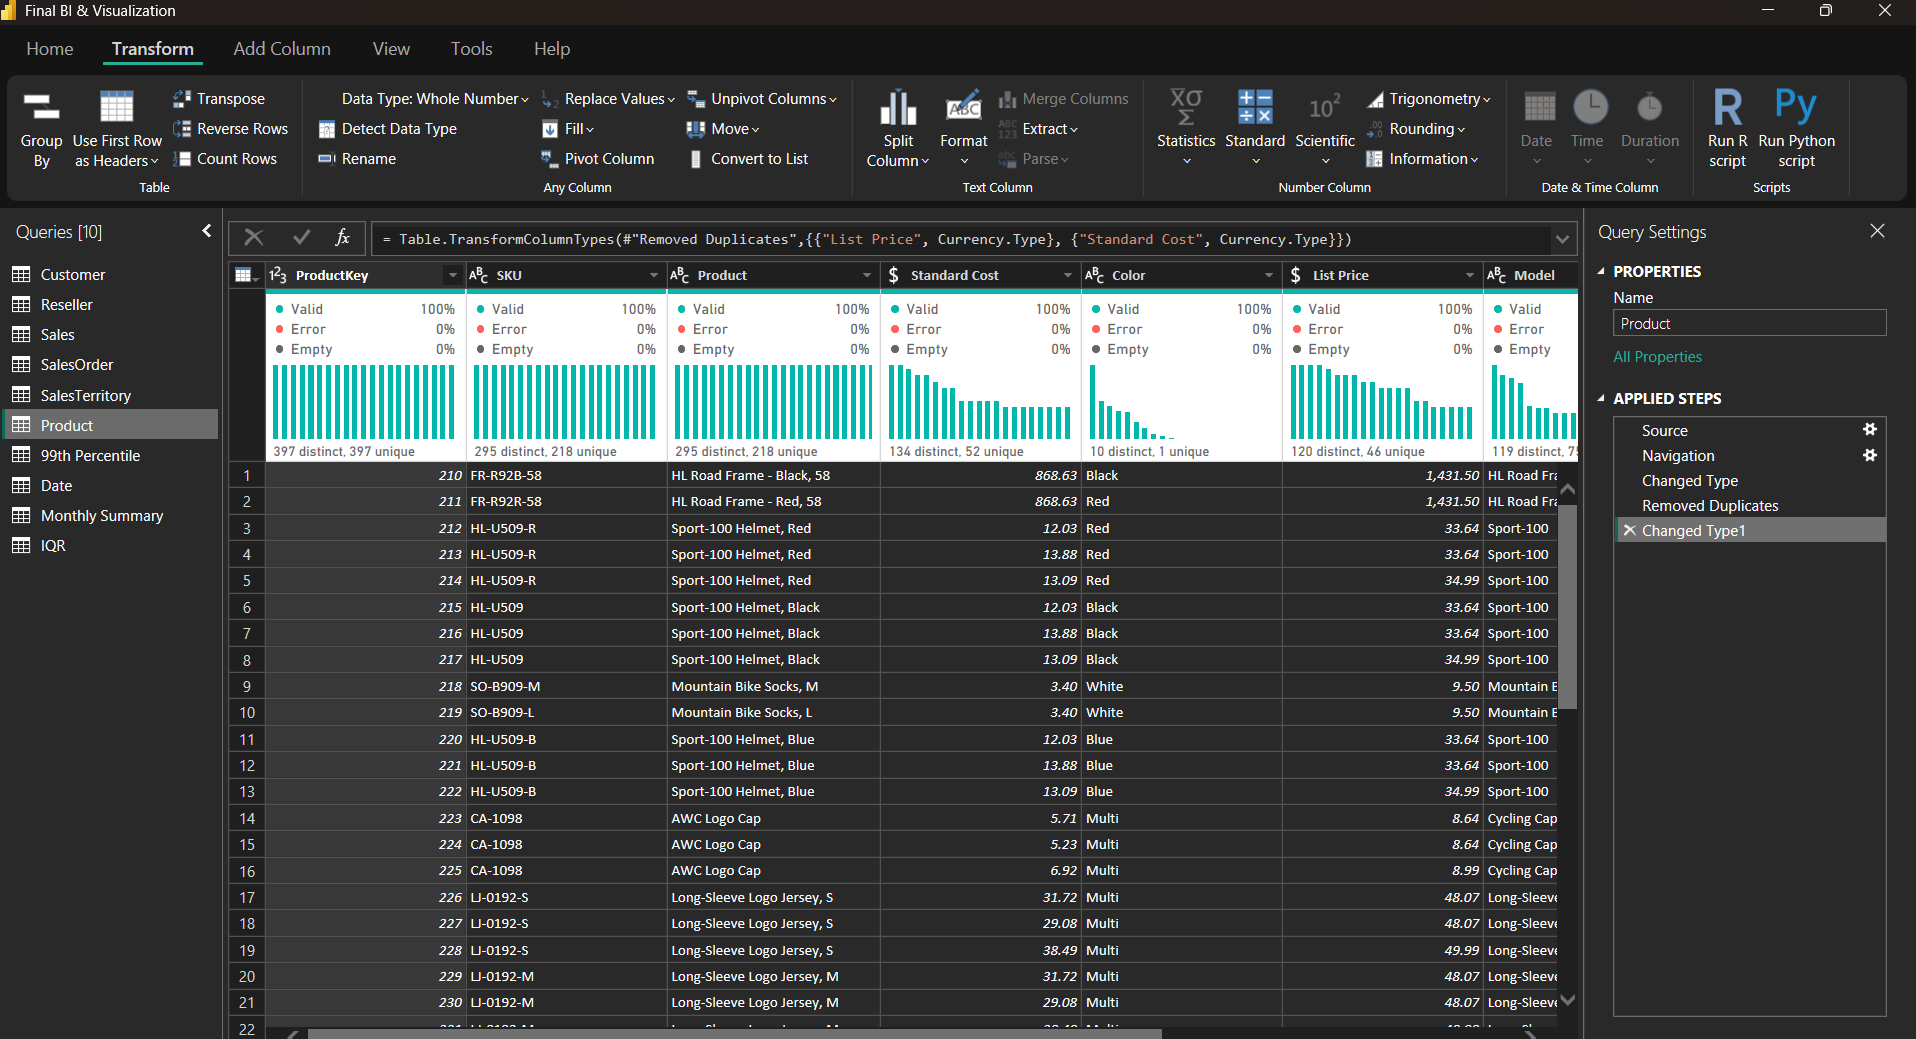 Final BI & Visualization
Home Transform Add Column View Tools Help
Group By
Use First Row as Headers
Transpose
Reverse Rows
Count Rows
Table
Data Type: Whole Number
Detect Data Type
Rename
Replace Values
Fill
Pivot Column
Unpivot Columns
Move
Convert to List
Any Column
Split Column
Format
Merge Columns
Extract
Parse
Text Column
Statistics
Standard
Scientific
Trigonometry
Rounding
Information
Number Column
Date
Time
Duration
Date & Time Column
Run R script
Run Python script
Scripts
Queries [10]
Customer
Reseller
Sales
SalesOrder
SalesTerritory
Product
99th Percentile
Date
Monthly Summary
IQR
fx = Table.TransformColumnTypes(#"Removed Duplicates",{{"List Price", Currency.Type}, {"Standard Cost", Currency.Type}})
ProductKey SKU Product Standard Cost Color List Price Model
Valid 100% Valid 100% Valid 100% Valid 100% Valid 100% Valid 100% Valid
Error 0% Error 0% Error 0% Error 0% Error 0% Error 0% Error
Empty 0% Empty 0% Empty 0% Empty 0% Empty 0% Empty 0% Empty
397 distinct, 397 unique 295 distinct, 218 unique 295 distinct, 218 unique 134 distinct, 52 unique 10 distinct, 1 unique 120 distinct, 46 unique 119 distinct,
1 210 FR-R92B-58 HL Road Frame - Black, 58 868.63 Black 1,431.50 HL Road Fra
2 211 FR-R92R-58 HL Road Frame - Red, 58 868.63 Red 1,431.50 HL Road Fra
3 212 HL-U509-R Sport-100 Helmet, Red 12.03 Red 33.64 Sport-100
4 213 HL-U509-R Sport-100 Helmet, Red 13.88 Red 33.64 Sport-100
5 214 HL-U509-R Sport-100 Helmet, Red 13.09 Red 34.99 Sport-100
6 215 HL-U509 Sport-100 Helmet, Black 12.03 Black 33.64 Sport-100
7 216 HL-U509 Sport-100 Helmet, Black 13.88 Black 33.64 Sport-100
8 217 HL-U509 Sport-100 Helmet, Black 13.09 Black 34.99 Sport-100
9 218 SO-B909-M Mountain Bike Socks, M 3.40 White 9.50 Mountain B
10 219 SO-B909-L Mountain Bike Socks, L 3.40 White 9.50 Mountain B
11 220 HL-U509-B Sport-100 Helmet, Blue 12.03 Blue 33.64 Sport-100
12 221 HL-U509-B Sport-100 Helmet, Blue 13.88 Blue 33.64 Sport-100
13 222 HL-U509-B Sport-100 Helmet, Blue 13.09 Blue 34.99 Sport-100
14 223 CA-1098 AWC Logo Cap 5.71 Multi 8.64 Cycling Cap
15 224 CA-1098 AWC Logo Cap 5.23 Multi 8.64 Cycling Cap
16 225 CA-1098 AWC Logo Cap 6.92 Multi 8.99 Cycling Cap
17 226 LJ-0192-S Long-Sleeve Logo Jersey, S 31.72 Multi 48.07 Long-Sleeve
18 227 LJ-0192-S Long-Sleeve Logo Jersey, S 29.08 Multi 48.07 Long-Sleeve
19 228 LJ-0192-S Long-Sleeve Logo Jersey, S 38.49 Multi 49.99 Long-Sleeve
20 229 LJ-0192-M Long-Sleeve Logo Jersey, M 31.72 Multi 48.07 Long-Sleeve
21 230 LJ-0192-M Long-Sleeve Logo Jersey, M 29.08 Multi 48.07 Long-Sleeve
22
Query Settings
PROPERTIES
Name
Product
All Properties
APPLIED STEPS
Source
Navigation
Changed Type
Removed Duplicates
Changed Type1